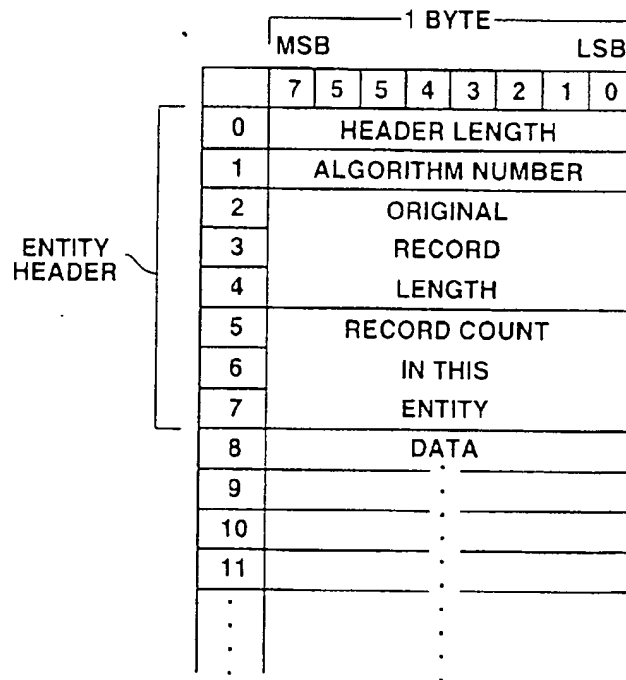 1 BYTE
MSB LSB
7 5 5 4 3 2 1 0
0 HEADER LENGTH
1 ALGORITHM NUMBER
2 ORIGINAL
3 RECORD
4 LENGTH
5 RECORD COUNT
6 IN THIS
7 ENTITY
ENTITY
HEADER
8 DATA
9
10
11